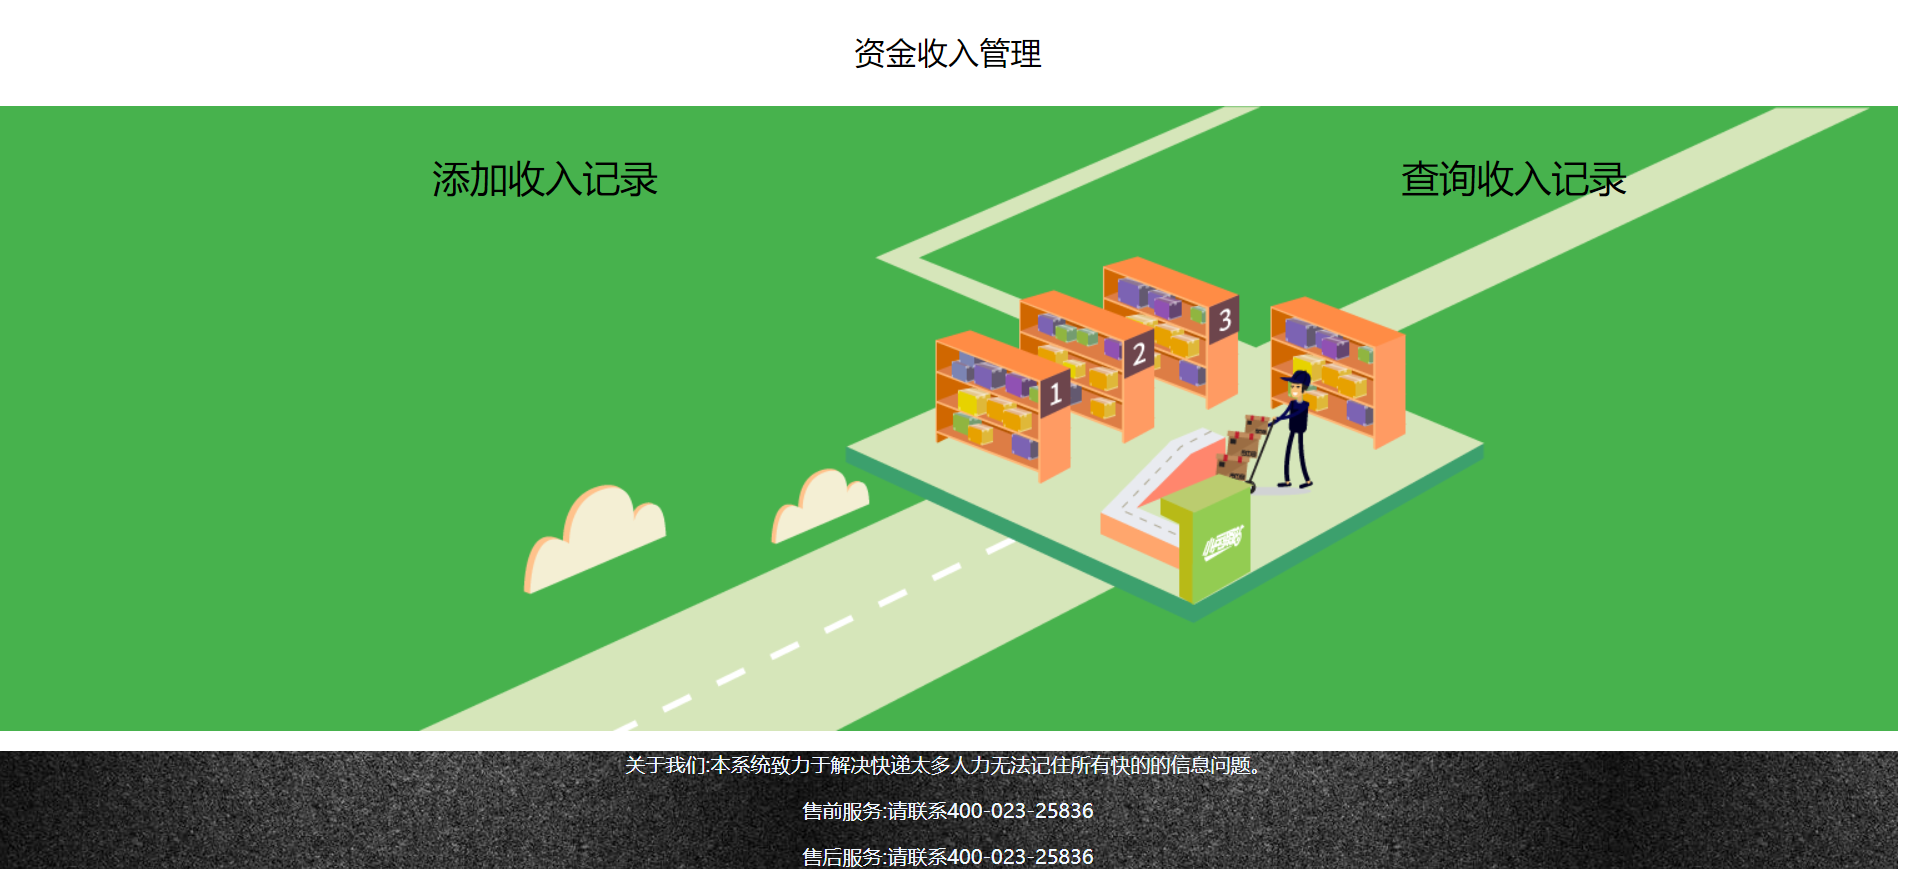 资金收入管理
添加收入记录
查询收入记录
3
2
1
关于我们:本系统致力于解决快递太多人力无法记住所有快的的信息问题。
售前服务:请联系400-023-25836
售后服务:请联系400-023-25836